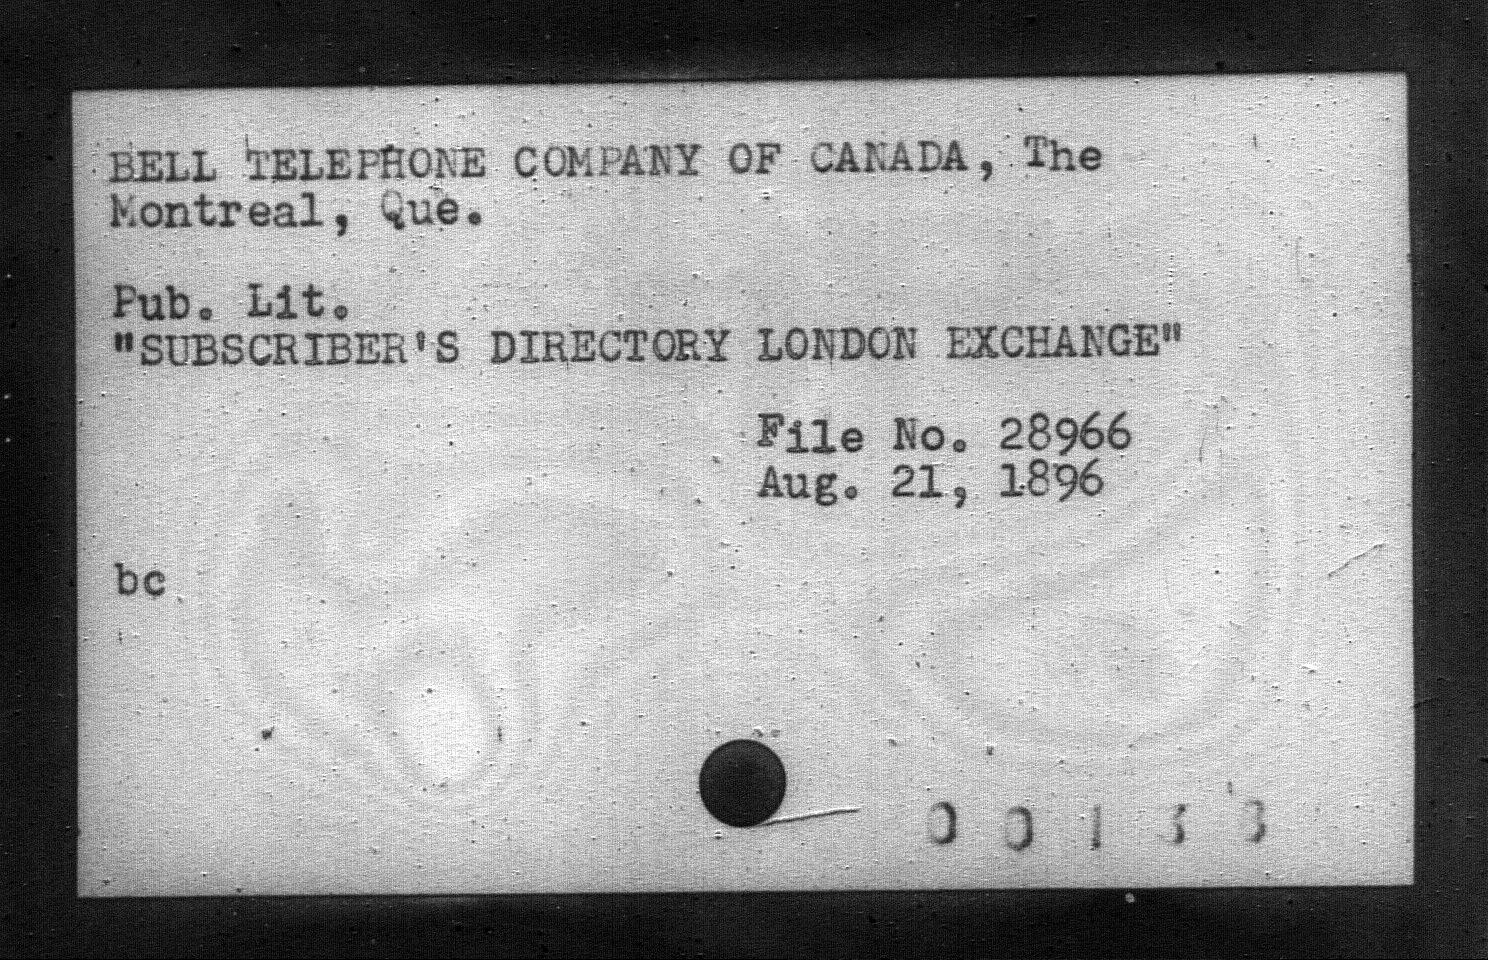 BELL TELEPHONE COMPANY OF CANADA, The
Montreal, Que.
Pub. Lit.
"SUBSCRIBER'S DIRECTORY LONDON EXCHANGE"
File No. 28966
Aug. 21, 1896
bc